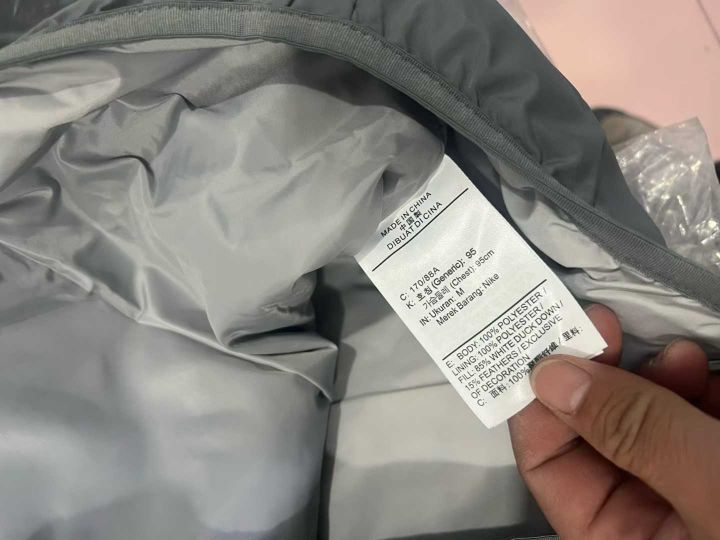 MADE IN CHINA
中国製
DIBUAT DI CINA
C: 170/88A
K: 호칭 (Generic): 95
가슴둘레 (Chest): 95cm
IN: Ukuran: M
Merek Barang: Nike
E: BODY: 100% POLYESTER /
LINING: 100% POLYESTER /
FILL: 85% WHITE DUCK DOWN /
15% FEATHERS / EXCLUSIVE
OF DECORATION
C: 面料: 100% / 里料: